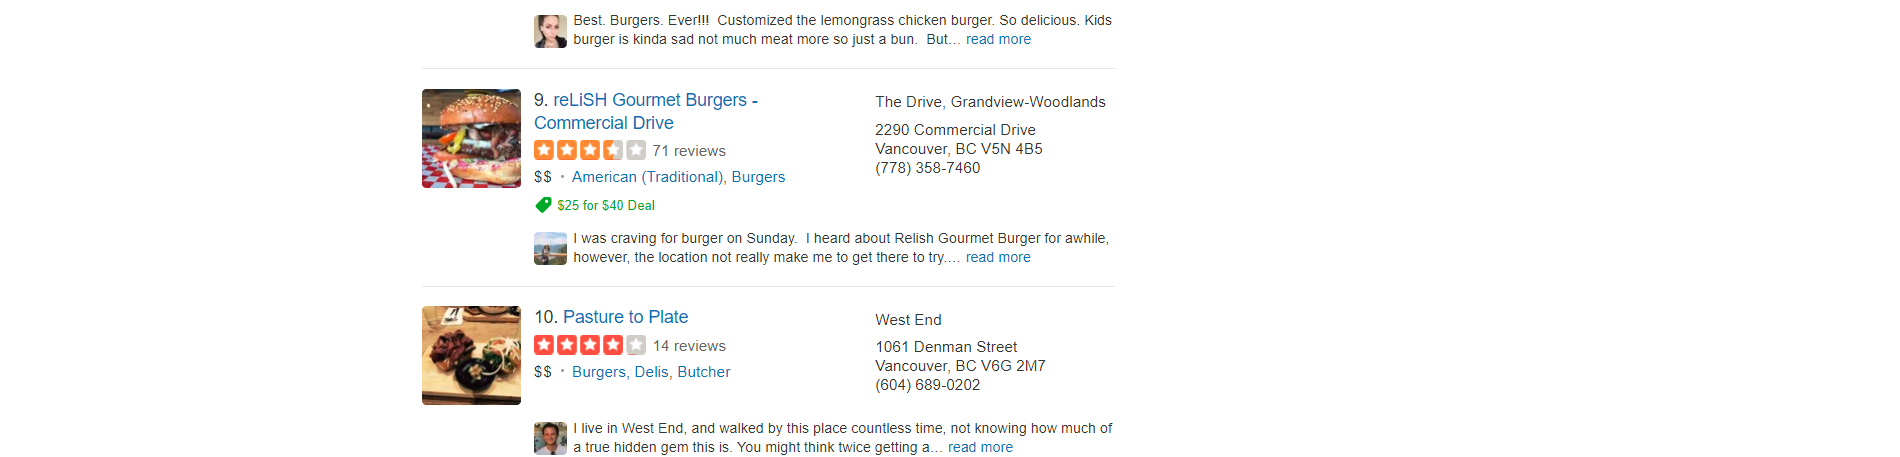 Best. Burgers. Ever!!!  Customized the lemongrass chicken burger. So delicious. Kids
burger is kinda sad not much meat more so just a bun.  But… read more
9. reLiSH Gourmet Burgers -
Commercial Drive
71 reviews
$$ · American (Traditional), Burgers
$25 for $40 Deal
The Drive, Grandview-Woodlands
2290 Commercial Drive
Vancouver, BC V5N 4B5
(778) 358-7460
I was craving for burger on Sunday.  I heard about Relish Gourmet Burger for awhile,
however, the location not really make me to get there to try.… read more
10. Pasture to Plate
14 reviews
$$ · Burgers, Delis, Butcher
West End
1061 Denman Street
Vancouver, BC V6G 2M7
(604) 689-0202
I live in West End, and walked by this place countless time, not knowing how much of
a true hidden gem this is. You might think twice getting a… read more